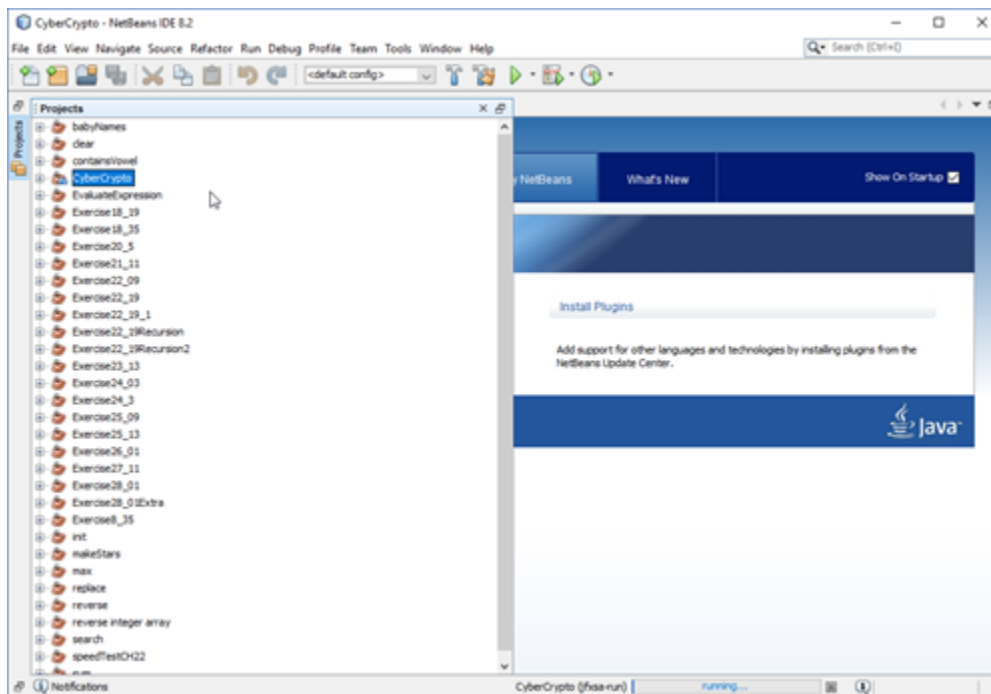 CyberCrypto - NetBeans IDE 8.2
File Edit View Navigate Source Refactor Run Debug Profile Team Tools Window Help
Search (Ctrl+I)
<default config>
Projects
Projects
babyNames
clear
containsVowel
CyberCrypto
EvaluateExpression
Exercise18_19
Exercise18_35
Exercise20_5
Exercise21_11
Exercise22_09
Exercise22_19
Exercise22_19_1
Exercise22_19Recursion
Exercise22_19Recursion2
Exercise23_13
Exercise24_03
Exercise24_3
Exercise25_09
Exercise25_13
Exercise26_01
Exercise27_11
Exercise28_01
Exercise28_01Extra
Exercise8_35
init
makeStars
max
replace
reverse
reverse integer array
search
speedTestCH22
y NetBeans
What's New
Show On Startup
Install Plugins
Add support for other languages and technologies by installing plugins from the
NetBeans Update Center.
Java
Notifications
CyberCrypto (jfxsa-run)
running...